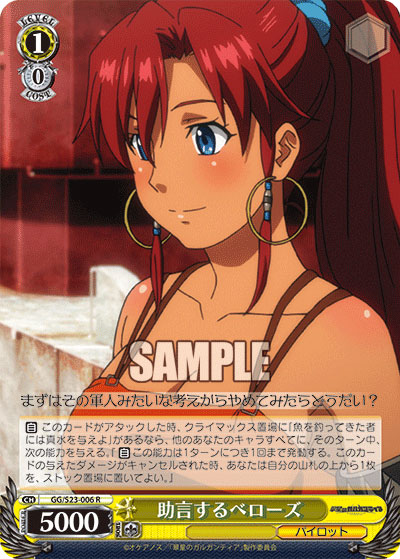 LEVEL
1
0
COST
SAMPLE
まずはその軍人みたいな考えからやめてみたらどうだい？
自 このカードがアタックした時、クライマックス置場に「魚を釣ってきた者
には真水を与えよ」があるなら、他のあなたのキャラすべてに、そのターン中、
次の能力を与える。『自 この能力は1ターンにつき1回まで発動する。このカー
ドの与えたダメージがキャンセルされた時、あなたは自分の山札の上から1枚
を、ストック置場に置いてよい。』
CH
GG/S23-006 R
5000
助言するベローズ
パイロット
©オケアノス／「翠星のガルガンティア」製作委員会